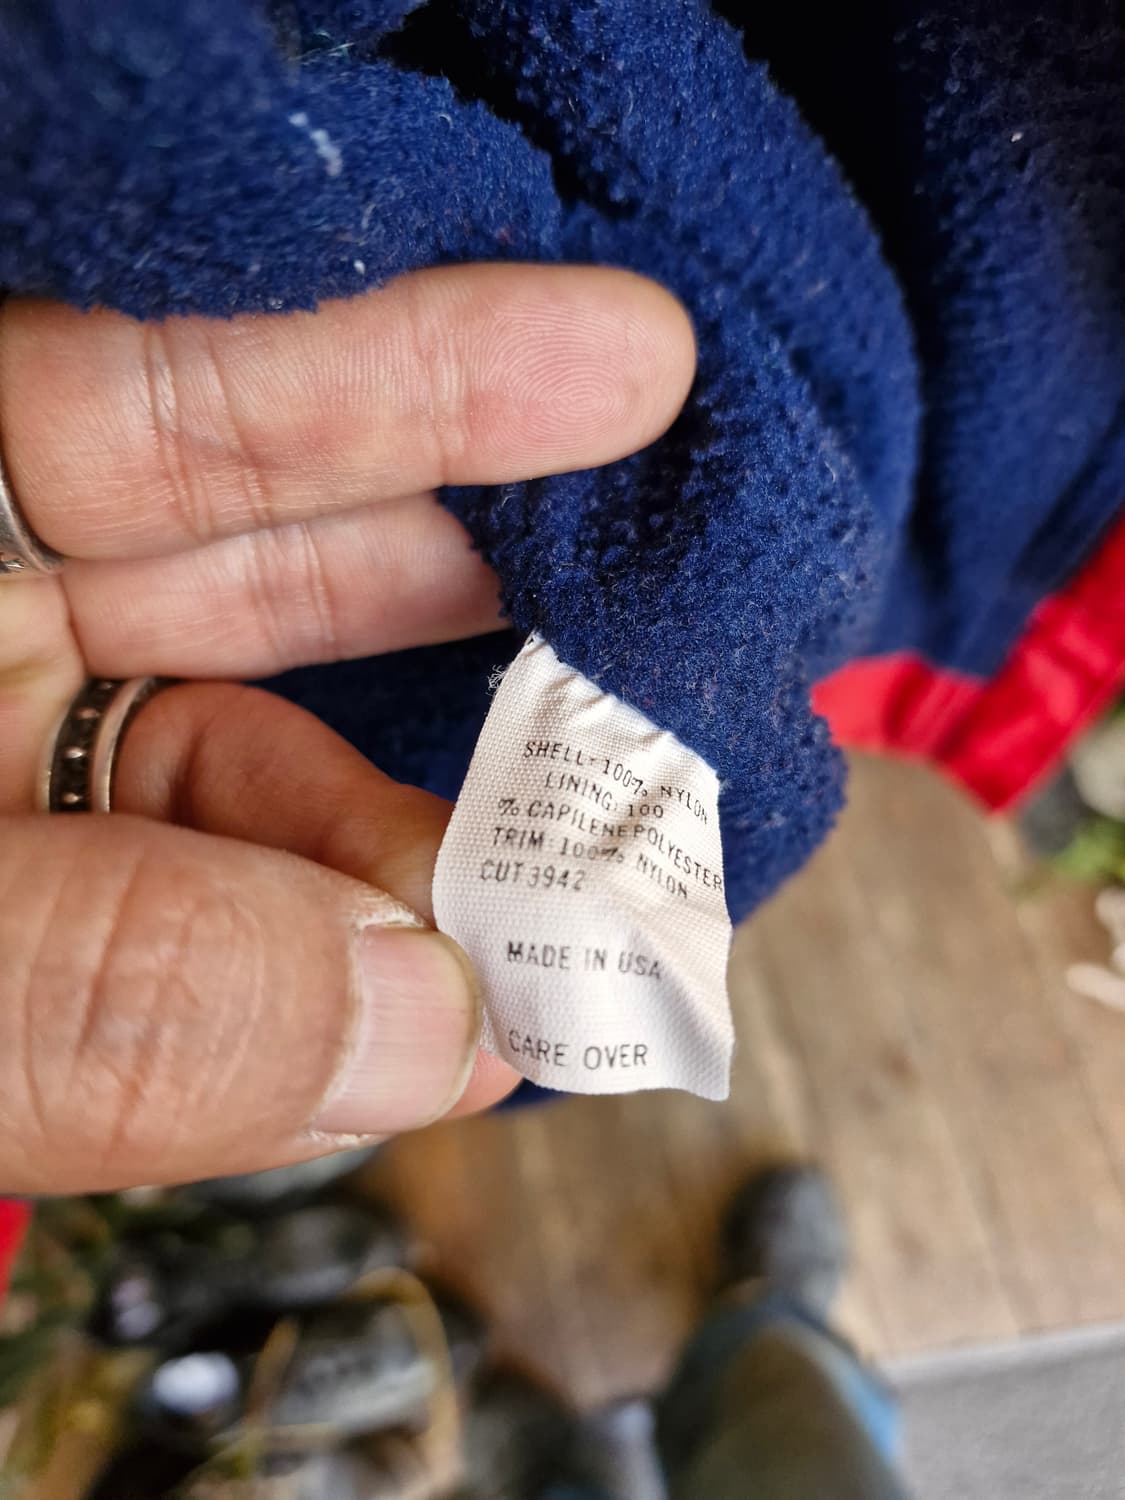 SHELL: 100% NYLON
LINING: 100
% CAPILENE POLYESTER
TRIM: 100% NYLON
CUT 3942
MADE IN USA
CARE OVER